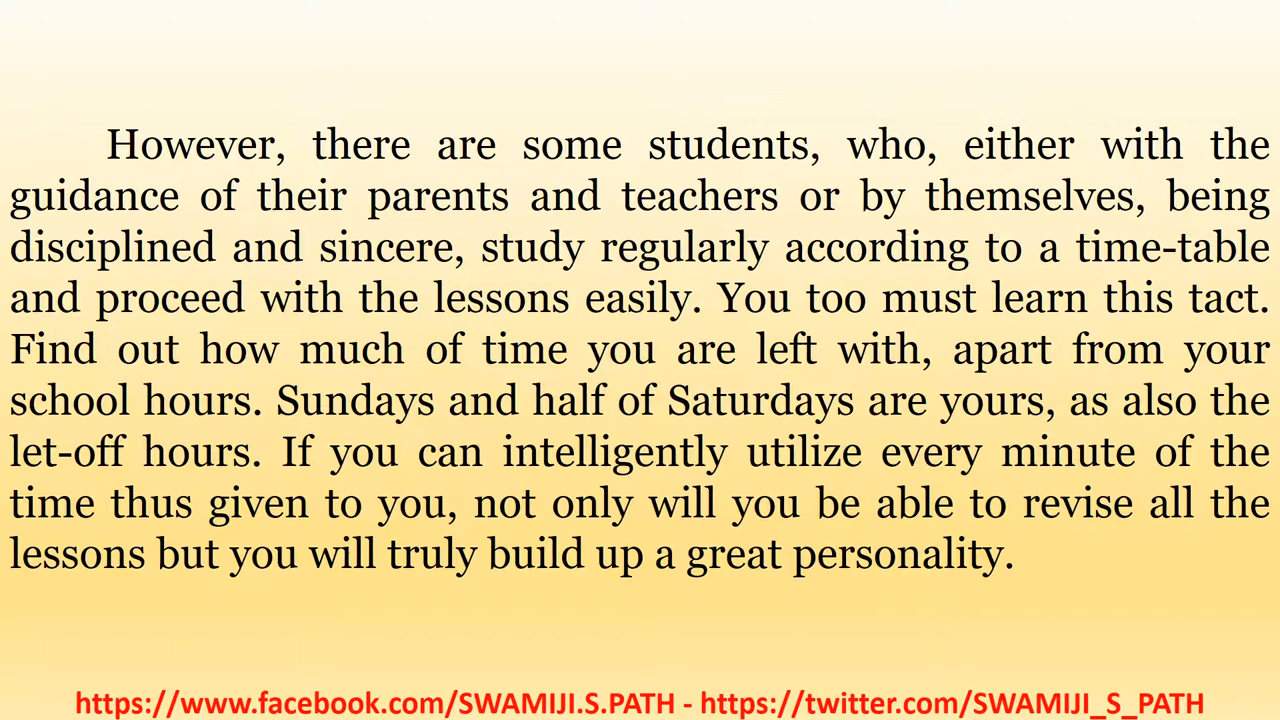 However, there are some students, who, either with the
guidance of their parents and teachers or by themselves, being
disciplined and sincere, study regularly according to a time-table
and proceed with the lessons easily. You too must learn this tact.
Find out how much of time you are left with, apart from your
school hours. Sundays and half of Saturdays are yours, as also the
let-off hours. If you can intelligently utilize every minute of the
time thus given to you, not only will you be able to revise all the
lessons but you will truly build up a great personality.
https://www.facebook.com/SWAMIJI.S.PATH - https://twitter.com/SWAMIJI_S_PATH